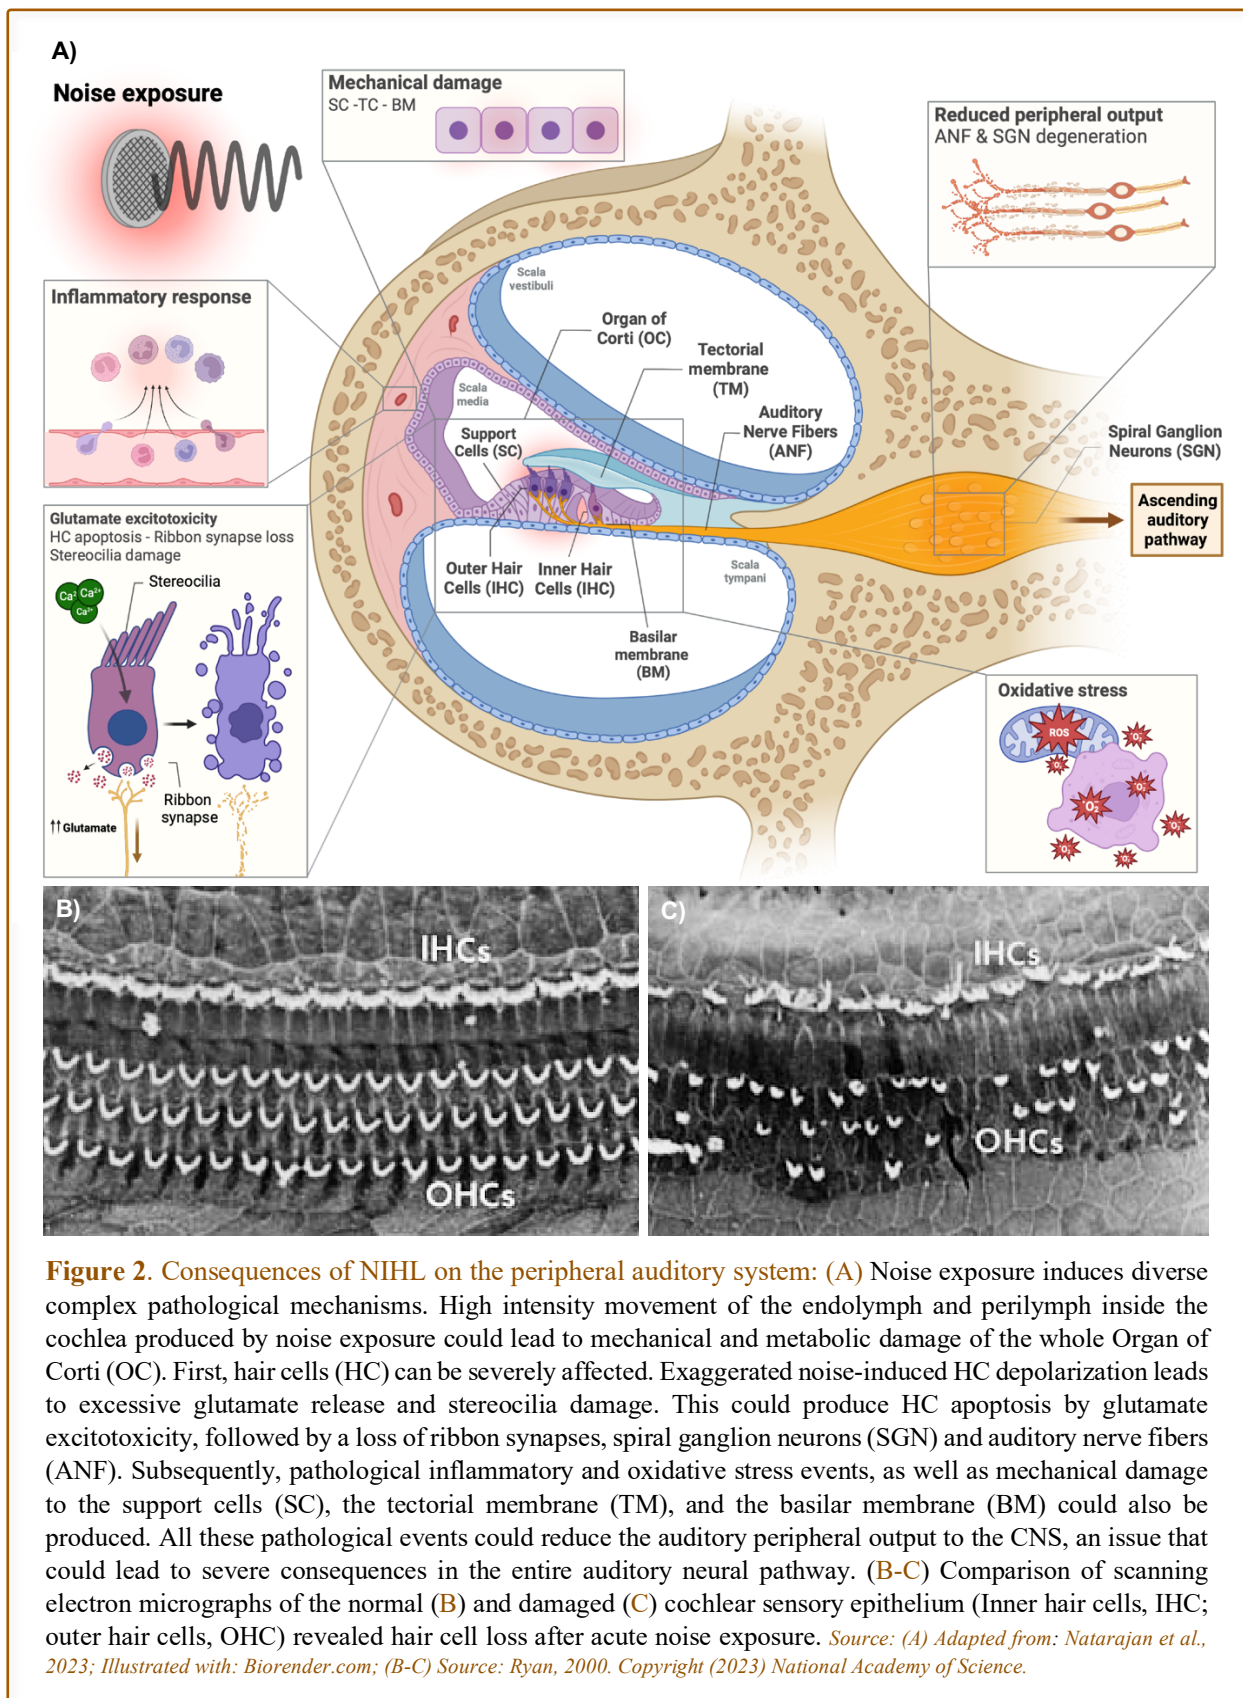 A)
Noise exposure
Mechanical damage
SC -TC - BM
Reduced peripheral output
ANF & SGN degeneration
Inflammatory response
Scala
vestibuli
Organ of
Corti (OC)
Tectorial
membrane
(TM)
Scala
media
Auditory
Nerve Fibers
(ANF)
Support
Cells (SC)
Spiral Ganglion
Neurons (SGN)
Ascending
auditory
pathway
Glutamate excitotoxicity
HC apoptosis - Ribbon synapse loss
Stereocilia damage
Stereocilia
Ca²
Ca²⁺
Ca²⁺
Outer Hair
Cells (IHC)
Inner Hair
Cells (IHC)
Scala
tympani
Basilar
membrane
(BM)
Ribbon
synapse
↑↑ Glutamate
Oxidative stress
ROS
O₂⁻
O₂⁻
O₂⁻
O₂⁻
O₂⁻
O₂⁻
O₂⁻
B)
IHCs
OHCs
C)
IHCs
OHCs
Figure 2. Consequences of NIHL on the peripheral auditory system: (A) Noise exposure induces diverse
complex pathological mechanisms. High intensity movement of the endolymph and perilymph inside the
cochlea produced by noise exposure could lead to mechanical and metabolic damage of the whole Organ of
Corti (OC). First, hair cells (HC) can be severely affected. Exaggerated noise-induced HC depolarization leads
to excessive glutamate release and stereocilia damage. This could produce HC apoptosis by glutamate
excitotoxicity, followed by a loss of ribbon synapses, spiral ganglion neurons (SGN) and auditory nerve fibers
(ANF). Subsequently, pathological inflammatory and oxidative stress events, as well as mechanical damage
to the support cells (SC), the tectorial membrane (TM), and the basilar membrane (BM) could also be
produced. All these pathological events could reduce the auditory peripheral output to the CNS, an issue that
could lead to severe consequences in the entire auditory neural pathway. (B-C) Comparison of scanning
electron micrographs of the normal (B) and damaged (C) cochlear sensory epithelium (Inner hair cells, IHC;
outer hair cells, OHC) revealed hair cell loss after acute noise exposure. Source: (A) Adapted from: Natarajan et al.,
2023; Illustrated with: Biorender.com; (B-C) Source: Ryan, 2000. Copyright (2023) National Academy of Science.